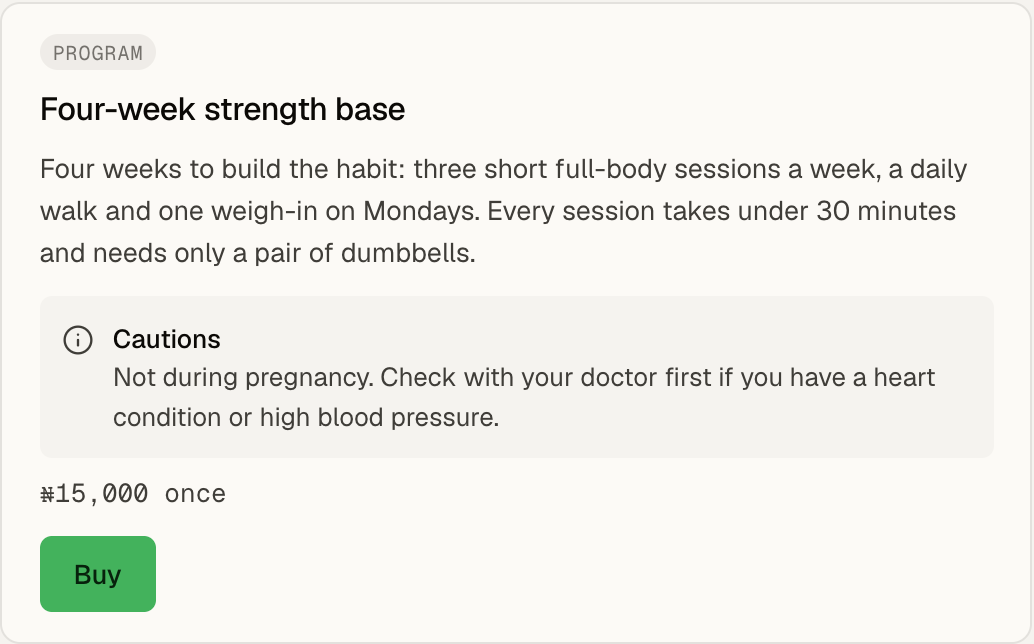 PROGRAM
Four-week strength base
Four weeks to build the habit: three short full-body sessions a week, a daily
walk and one weigh-in on Mondays. Every session takes under 30 minutes
and needs only a pair of dumbbells.
Cautions
Not during pregnancy. Check with your doctor first if you have a heart
condition or high blood pressure.
₦15,000 once
Buy